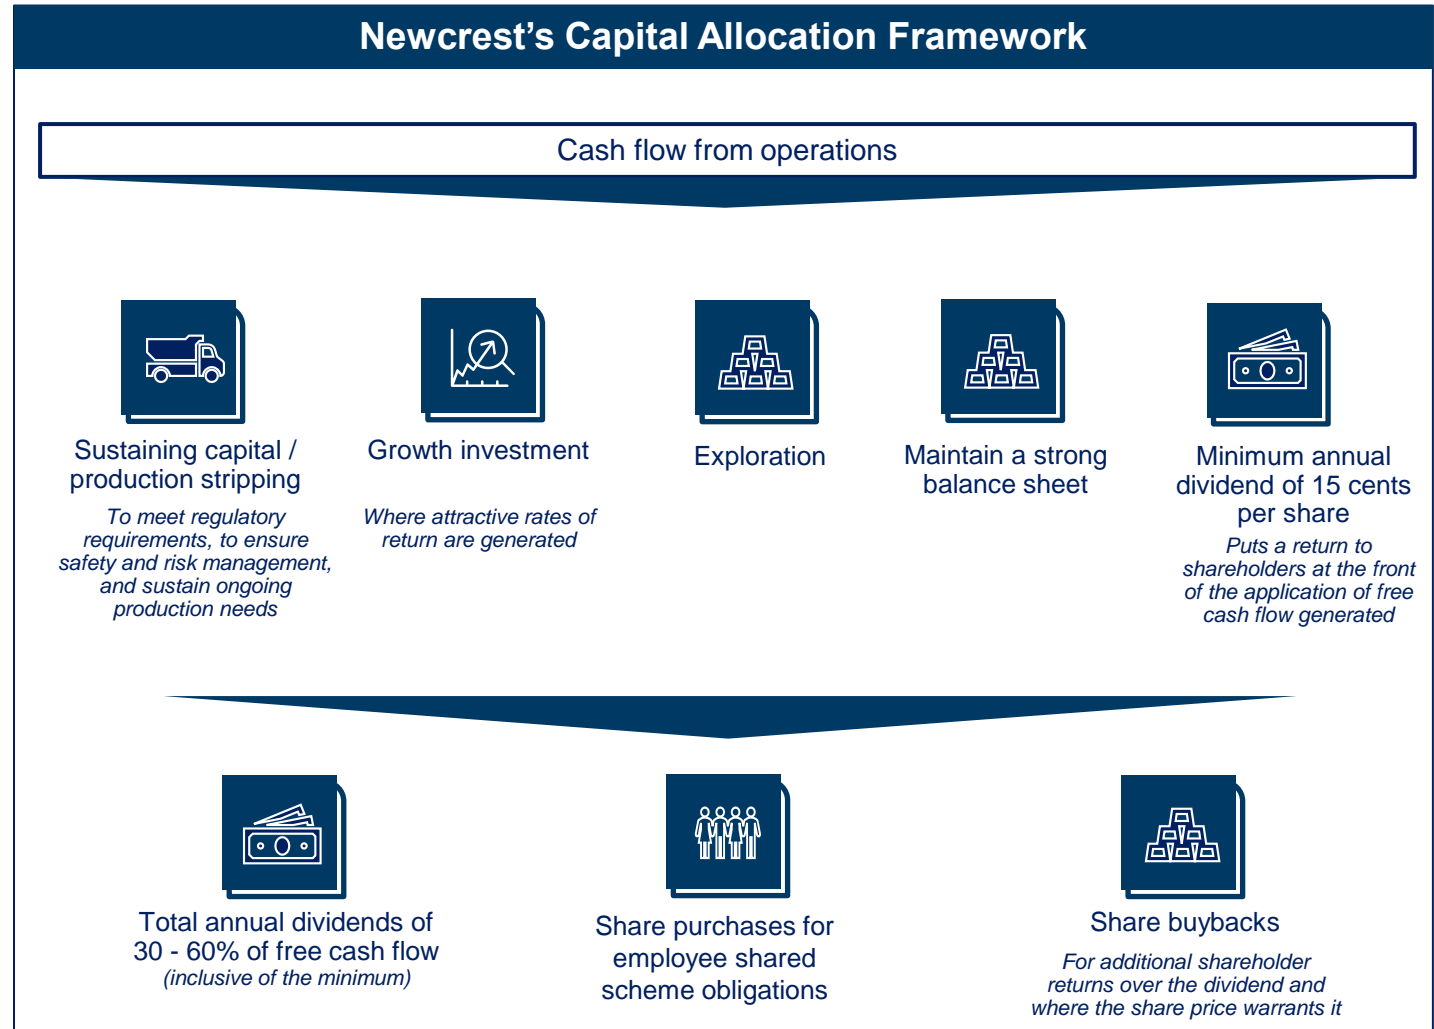 Newcrest’s Capital Allocation Framework
Cash flow from operations
Sustaining capital /
production stripping
To meet regulatory
requirements, to ensure
safety and risk management,
and sustain ongoing
production needs
Growth investment
Where attractive rates of
return are generated
Exploration
Maintain a strong
balance sheet
Minimum annual
dividend of 15 cents
per share
Puts a return to
shareholders at the front
of the application of free
cash flow generated
Total annual dividends of
30 - 60% of free cash flow
(inclusive of the minimum)
Share purchases for
employee shared
scheme obligations
Share buybacks
For additional shareholder
returns over the dividend and
where the share price warrants it